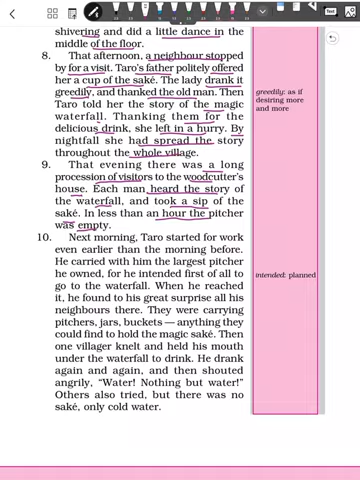 shivering and did a little dance in the
middle of the floor.
8. That afternoon, a neighbour stopped
by for a visit. Taro's father politely offered
her a cup of the saké. The lady drank it
greedily, and thanked the old man. Then
Taro told her the story of the magic
waterfall. Thanking them for the
delicious drink, she left in a hurry. By
nightfall she had spread the story
throughout the whole village.
greedily: as if
desiring more
and more
9. That evening there was a long
procession of visitors to the woodcutter's
house. Each man heard the story of
the waterfall, and took a sip of the
saké. In less than an hour the pitcher
was empty.
10. Next morning, Taro started for work
even earlier than the morning before.
He carried with him the largest pitcher
he owned, for he intended first of all to
go to the waterfall. When he reached
it, he found to his great surprise all his
neighbours there. They were carrying
pitchers, jars, buckets — anything they
could find to hold the magic saké. Then
one villager knelt and held his mouth
under the waterfall to drink. He drank
again and again, and then shouted
angrily, “Water! Nothing but water!”
Others also tried, but there was no
saké, only cold water.
intended: planned